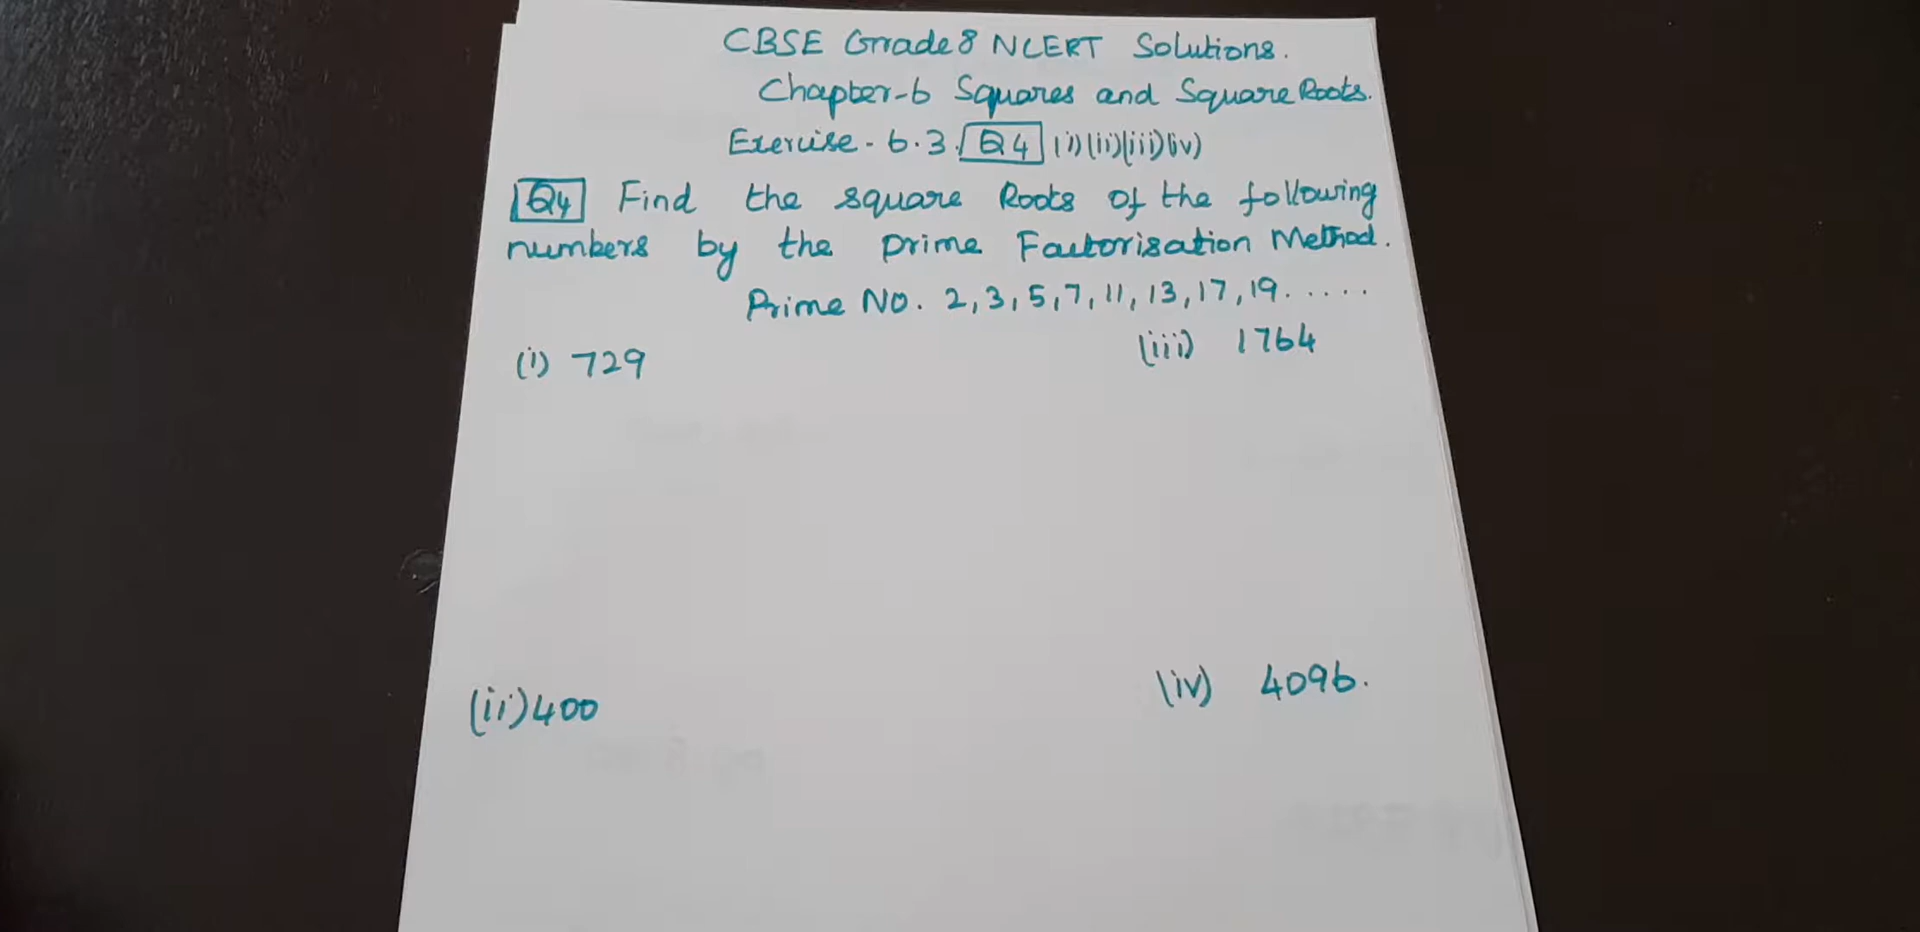 CBSE Grade 8 NCERT Solutions.
Chapter-6 Squares and Square Roots.
Exercise - 6.3. Q4 (i) (ii) (iii) (iv)
Q4 Find the square Roots of the following
numbers by the prime Factorisation Method.
Prime No. 2, 3, 5, 7, 11, 13, 17, 19. .....
(i) 729
(iii) 1764
(ii) 400
(iv) 4096.